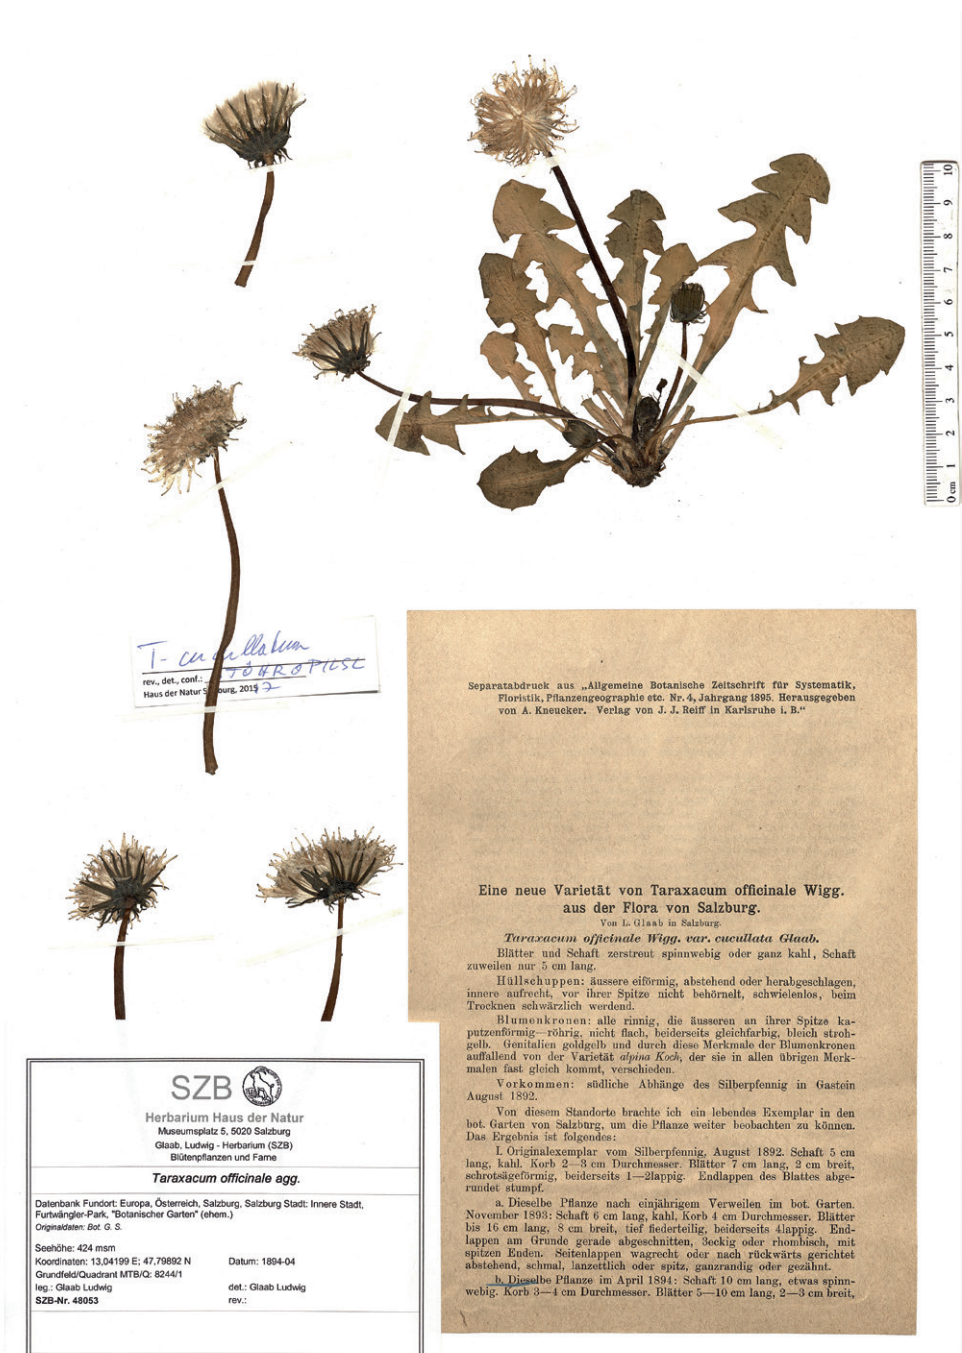 10
9
8
7
6
5
4
3
2
1
0 cm
T. cucullatum
rev., det., conf.:
Haus der Natur Salzburg, 2017
Separatabdruck aus „Allgemeine Botanische Zeitschrift für Systematik,
Floristik, Pflanzengeographie etc. Nr. 4, Jahrgang 1895. Herausgegeben
von A. Kneucker. Verlag von J. J. Reiff in Karlsruhe i. B.“
Eine neue Varietät von Taraxacum officinale Wigg.
aus der Flora von Salzburg.
Von L. Glaab in Salzburg.
Taraxacum officinale Wigg. var. cucullata Glaab.
Blätter und Schaft zerstreut spinnwebig oder ganz kahl, Schaft
zuweilen nur 5 cm lang.
Hüllschuppen: äussere eiförmig, abstehend oder herabgeschlagen,
innere aufrecht, vor ihrer Spitze nicht behörnelt, schwielenlos, beim
Trocknen schwärzlich werdend.
Blumenkronen: alle rinnig, die äusseren an ihrer Spitze ka-
putzenförmig—röhrig, nicht flach, beiderseits gleichfarbig, bleich stroh-
gelb. Genitalien goldgelb und durch diese Merkmale der Blumenkronen
auffallend von der Varietät alpina Koch, der sie in allen übrigen Merk-
malen fast gleich kommt, verschieden.
Vorkommen: südliche Abhänge des Silberpfennig in Gastein
August 1892.
Von diesem Standorte brachte ich ein lebendes Exemplar in den
bot. Garten von Salzburg, um die Pflanze weiter beobachten zu können.
Das Ergebnis ist folgendes:
I. Originalexemplar vom Silberpfennig, August 1892. Schaft 5 cm
lang, kahl. Korb 2—3 cm Durchmesser. Blätter 7 cm lang, 2 cm breit,
schrotsägeförmig, beiderseits 1—2lappig. Endlappen des Blattes abge-
rundet stumpf.
a. Dieselbe Pflanze nach einjährigem Verweilen im bot. Garten.
November 1893: Schaft 6 cm lang, kahl, Korb 4 cm Durchmesser. Blätter
bis 16 cm lang, 8 cm breit, tief fiederteilig, beiderseits 4lappig. End-
lappen am Grunde gerade abgeschnitten, 3eckig oder rhombisch, mit
spitzen Enden. Seitenlappen wagrecht oder nach rückwärts gerichtet
abstehend, schmal, lanzettlich oder spitz, ganzrandig oder gezähnt.
b. Dieselbe Pflanze im April 1894: Schaft 10 cm lang, etwas spinn-
webig. Korb 3—4 cm Durchmesser. Blätter 5—10 cm lang, 2—3 cm breit,
SZB
Herbarium Haus der Natur
Museumsplatz 5, 5020 Salzburg
Glaab, Ludwig - Herbarium (SZB)
Blütenpflanzen und Farne
Taraxacum officinale agg.
Datenbank Fundort: Europa, Österreich, Salzburg, Salzburg Stadt: Innere Stadt,
Furtwängler-Park, "Botanischer Garten" (ehem.)
Originaldaten: Bot. G. S.
Seehöhe: 424 msm
Koordinaten: 13,04199 E; 47,79892 N Datum: 1894-04
Grundfeld/Quadrant MTB/Q: 8244/1
leg.: Glaab Ludwig det.: Glaab Ludwig
SZB-Nr. 48053 rev.: